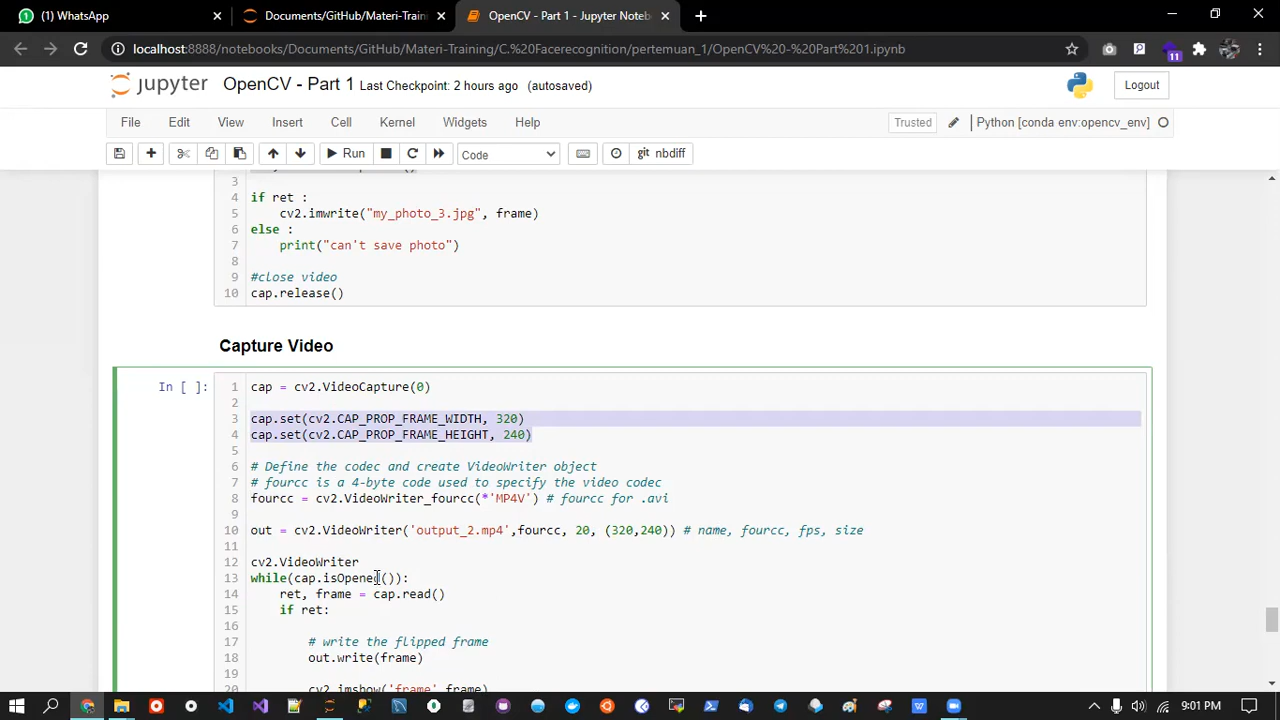 WhatsApp
Documents/GitHub/Materi-Train
OpenCV - Part 1 - Jupyter Noteb
localhost:8888/notebooks/Documents/GitHub/Materi-Training/C.%20Facerecognition/pertemuan_1/OpenCV%20-%20Part%201.ipynb
11
jupyter
OpenCV - Part 1 Last Checkpoint: 2 hours ago (autosaved)
Logout
File Edit View Insert Cell Kernel Widgets Help
Trusted
Python [conda env:opencv_env]
Run
Code
git nbdiff
3
4 if ret :
5 cv2.imwrite("my_photo_3.jpg", frame)
6 else :
7 print("can't save photo")
8
9 #close video
10 cap.release()
Capture Video
In [ ]:
1 cap = cv2.VideoCapture(0)
2
3 cap.set(cv2.CAP_PROP_FRAME_WIDTH, 320)
4 cap.set(cv2.CAP_PROP_FRAME_HEIGHT, 240)
5
6 # Define the codec and create VideoWriter object
7 # fourcc is a 4-byte code used to specify the video codec
8 fourcc = cv2.VideoWriter_fourcc(*'MP4V') # fourcc for .avi
9
10 out = cv2.VideoWriter('output_2.mp4',fourcc, 20, (320,240)) # name, fourcc, fps, size
11
12 cv2.VideoWriter
13 while(cap.isOpened()):
14 ret, frame = cap.read()
15 if ret:
16
17 # write the flipped frame
18 out.write(frame)
19
20 cv2.imshow('frame',frame)
9:01 PM